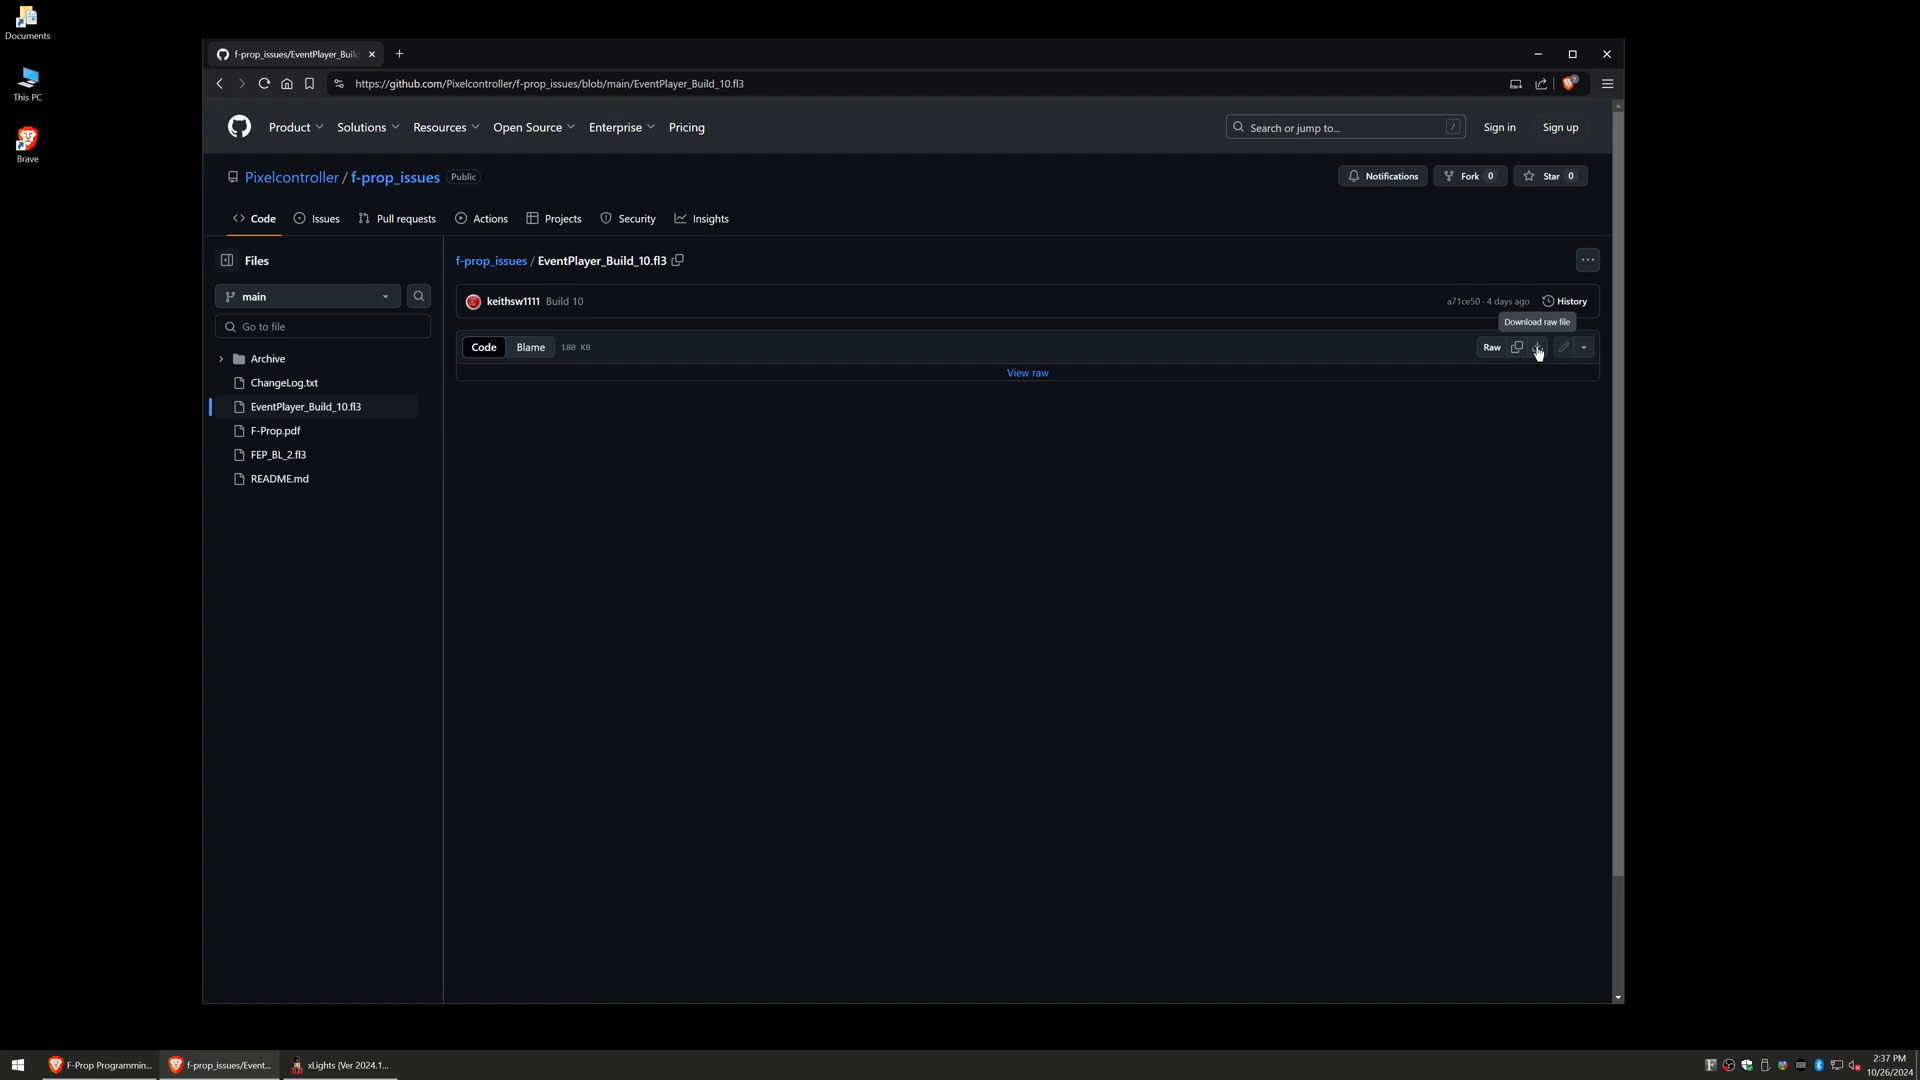 Documents
This PC
Brave
f-prop_issues/EventPlayer_Buil
https://github.com/Pixelcontroller/f-prop_issues/blob/main/EventPlayer_Build_10.fl3
7
Product Solutions Resources Open Source Enterprise Pricing
Search or jump to... /
Sign in Sign up
Pixelcontroller / f-prop_issues Public
Notifications Fork 0 Star 0
Code Issues Pull requests Actions Projects Security Insights
Files
main
Go to file
Archive
ChangeLog.txt
EventPlayer_Build_10.fl3
F-Prop.pdf
FEP_BL_2.fl3
README.md
f-prop_issues / EventPlayer_Build_10.fl3
keithsw1111 Build 10
a71ce50 · 4 days ago History
Download raw file
Code Blame 180 KB
Raw
View raw
F-Prop Programmin...
f-prop_issues/Event...
xLights (Ver 2024.1...
2:37 PM
10/26/2024